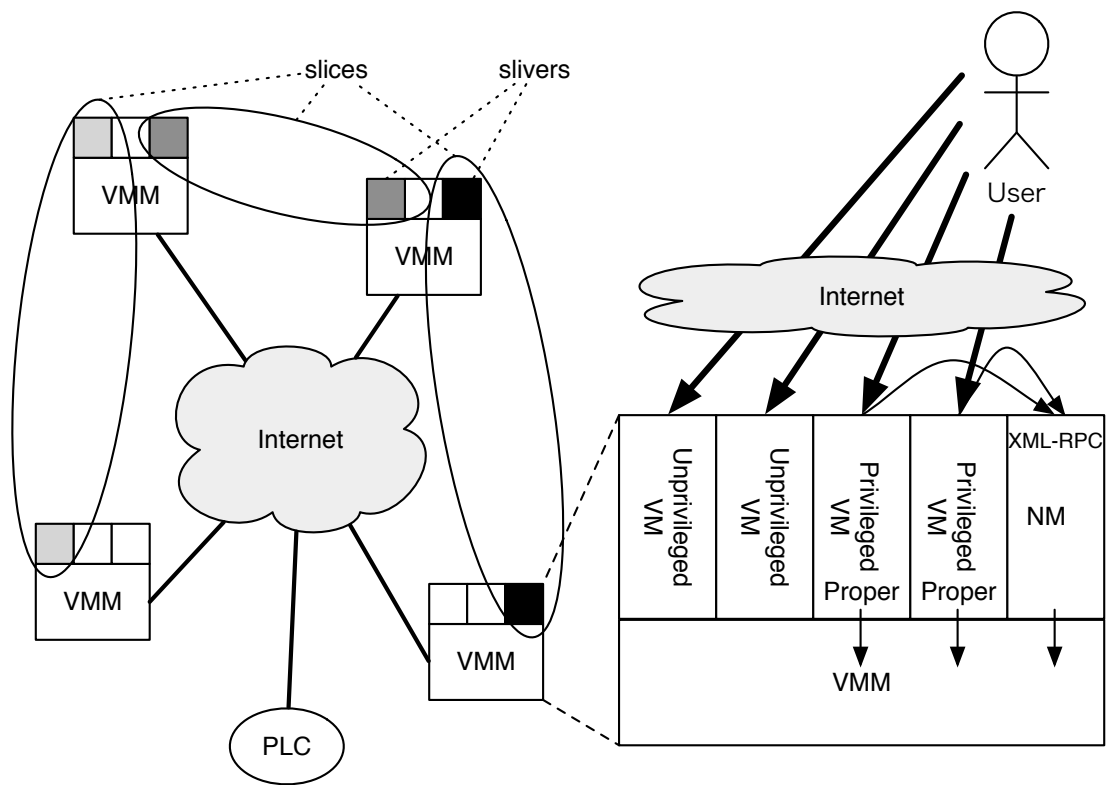 slices
slivers
VMM
VMM
User
Internet
Internet
XML-RPC
Unprivileged
VM
Unprivileged
VM
Privileged
VM
Privileged
VM
NM
Proper
Proper
VMM
VMM
VMM
PLC